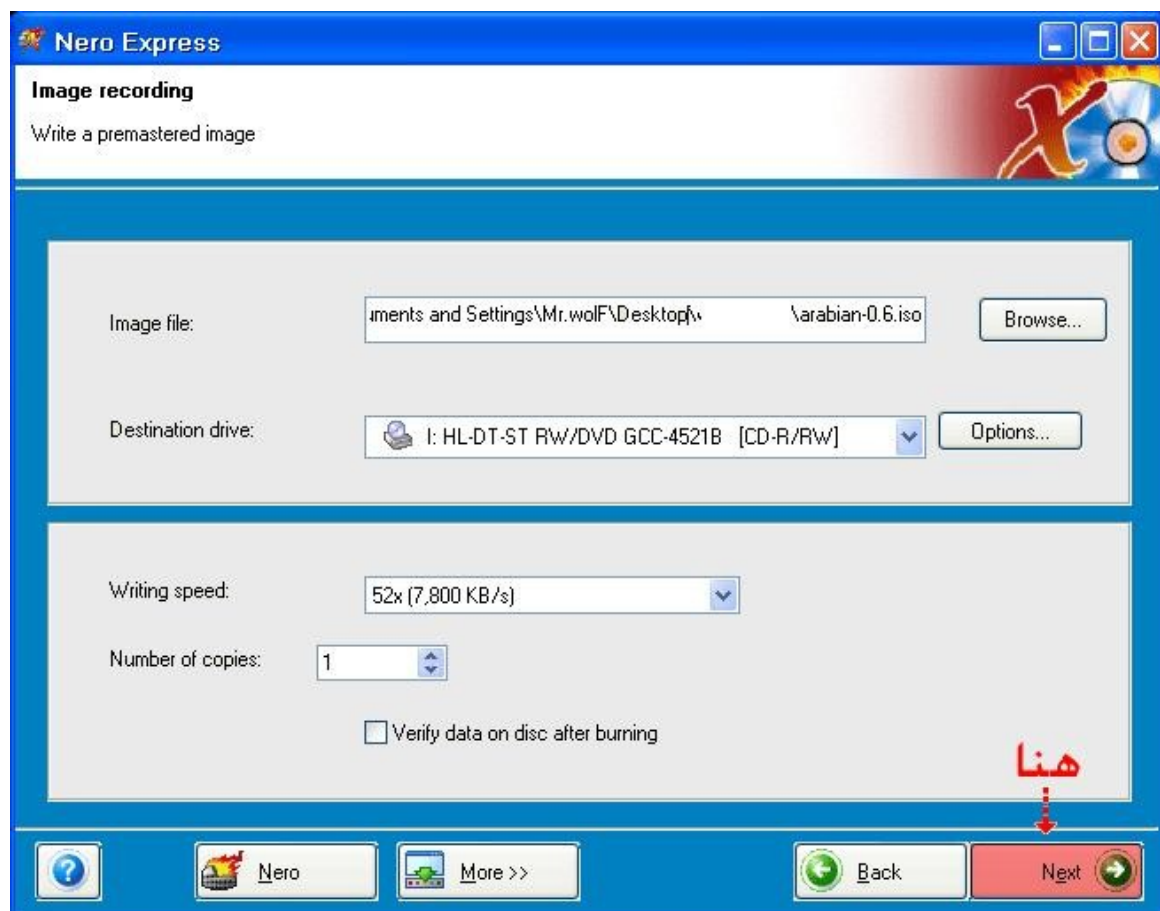 Nero Express
Image recording
Write a premastered image
Image file:
uments and Settings\Mr.wolF\Desktop\ \arabian-0.6.iso
Browse...
Destination drive:
I: HL-DT-ST RW/DVD GCC-4521B [CD-R/RW]
Options...
Writing speed:
52x (7,800 KB/s)
Number of copies:
1
Verify data on disc after burning
هنا
Nero
More >>
Back
Next